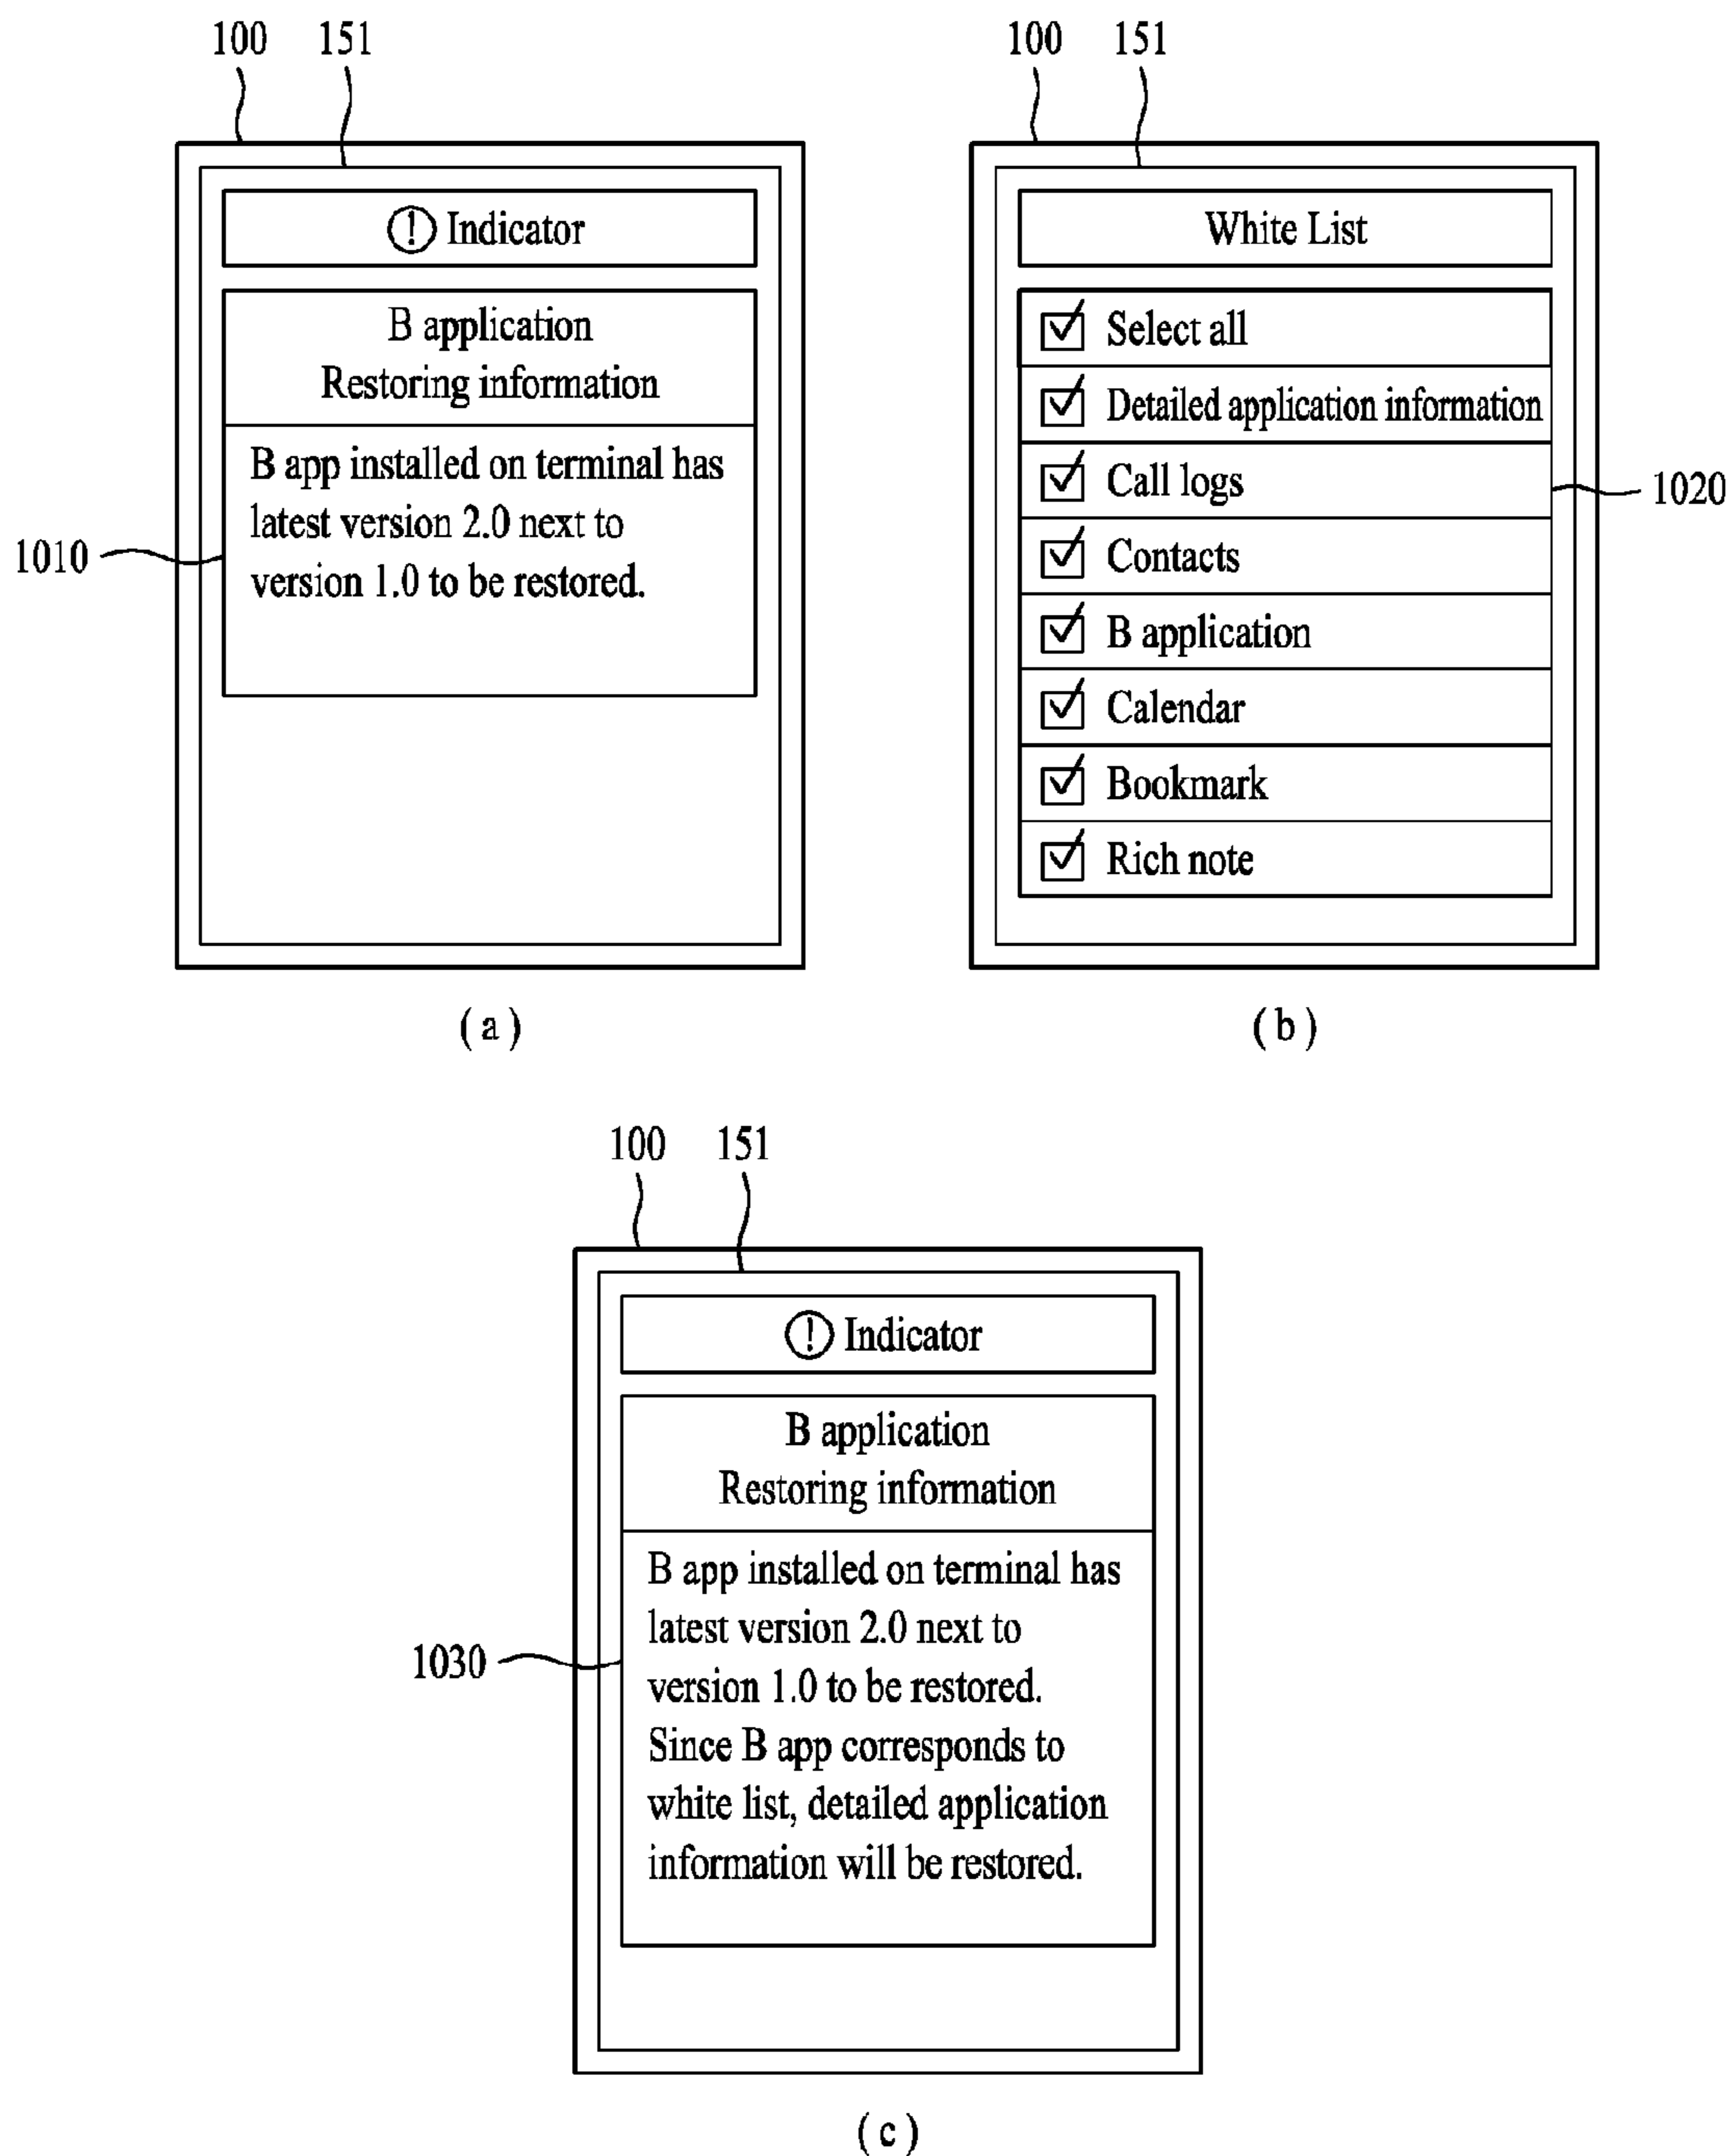 100 151
! Indicator
B application
Restoring information
B app installed on terminal has
latest version 2.0 next to
version 1.0 to be restored.
1010
(a)
100 151
White List
Select all
Detailed application information
Call logs
Contacts
B application
Calendar
Bookmark
Rich note
1020
(b)
100 151
! Indicator
B application
Restoring information
B app installed on terminal has
latest version 2.0 next to
version 1.0 to be restored.
Since B app corresponds to
white list, detailed application
information will be restored.
1030
(c)